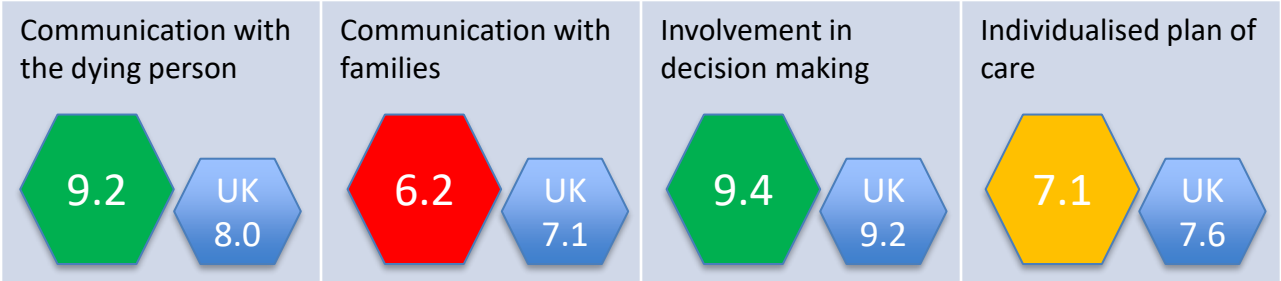 Communication with
the dying person
9.2
UK
8.0
Communication with
families
6.2
UK
7.1
Involvement in
decision making
9.4
UK
9.2
Individualised plan of
care
7.1
UK
7.6